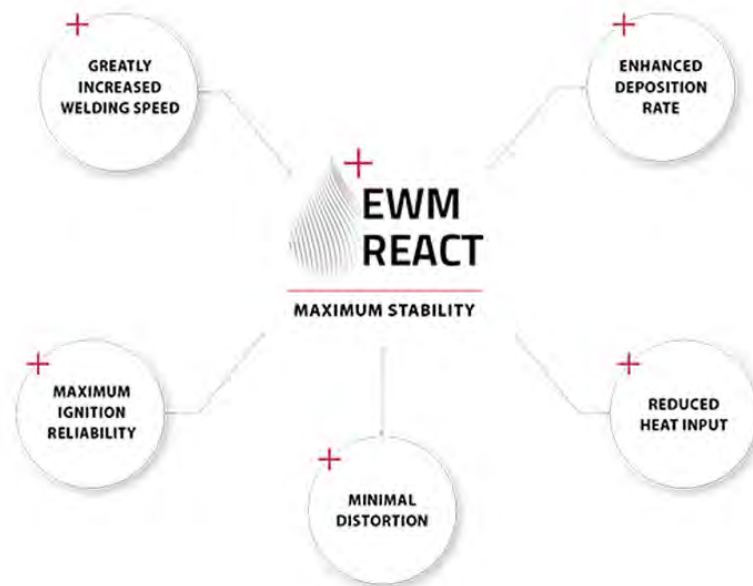 GREATLY
INCREASED
WELDING SPEED
ENHANCED
DEPOSITION
RATE
EWM
REACT
MAXIMUM STABILITY
MAXIMUM
IGNITION
RELIABILITY
MINIMAL
DISTORTION
REDUCED
HEAT INPUT